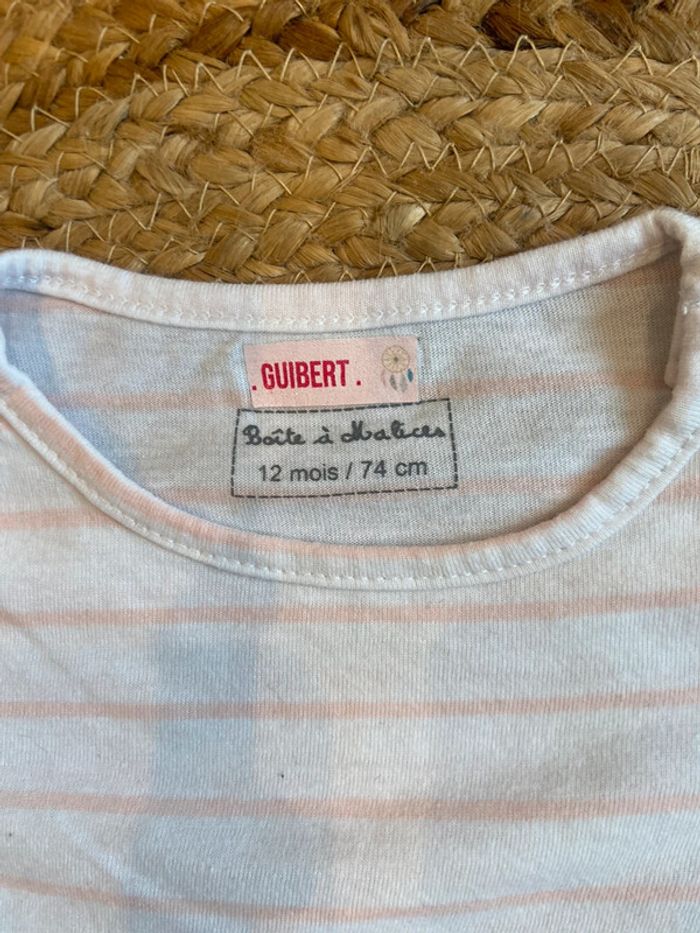 . GUIBERT .
Boîte à Malices
12 mois / 74 cm